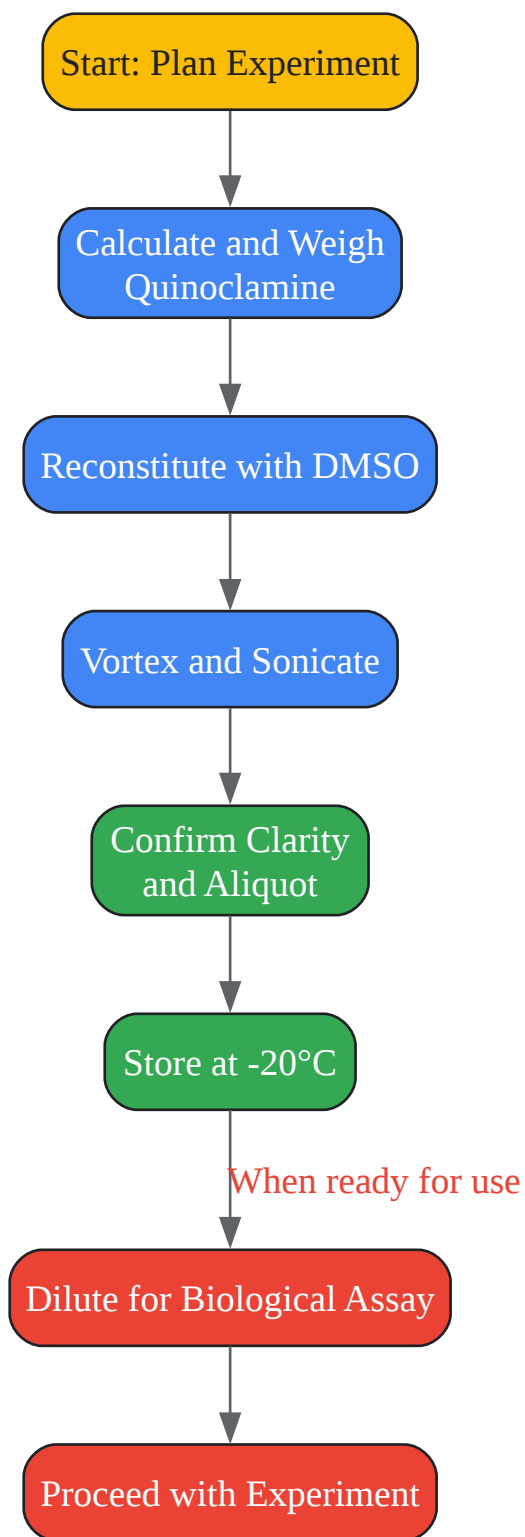 Start: Plan Experiment
Calculate and Weigh
Quinoclamine
Reconstitute with DMSO
Vortex and Sonicate
Confirm Clarity
and Aliquot
Store at -20°C
When ready for use
Dilute for Biological Assay
Proceed with Experiment